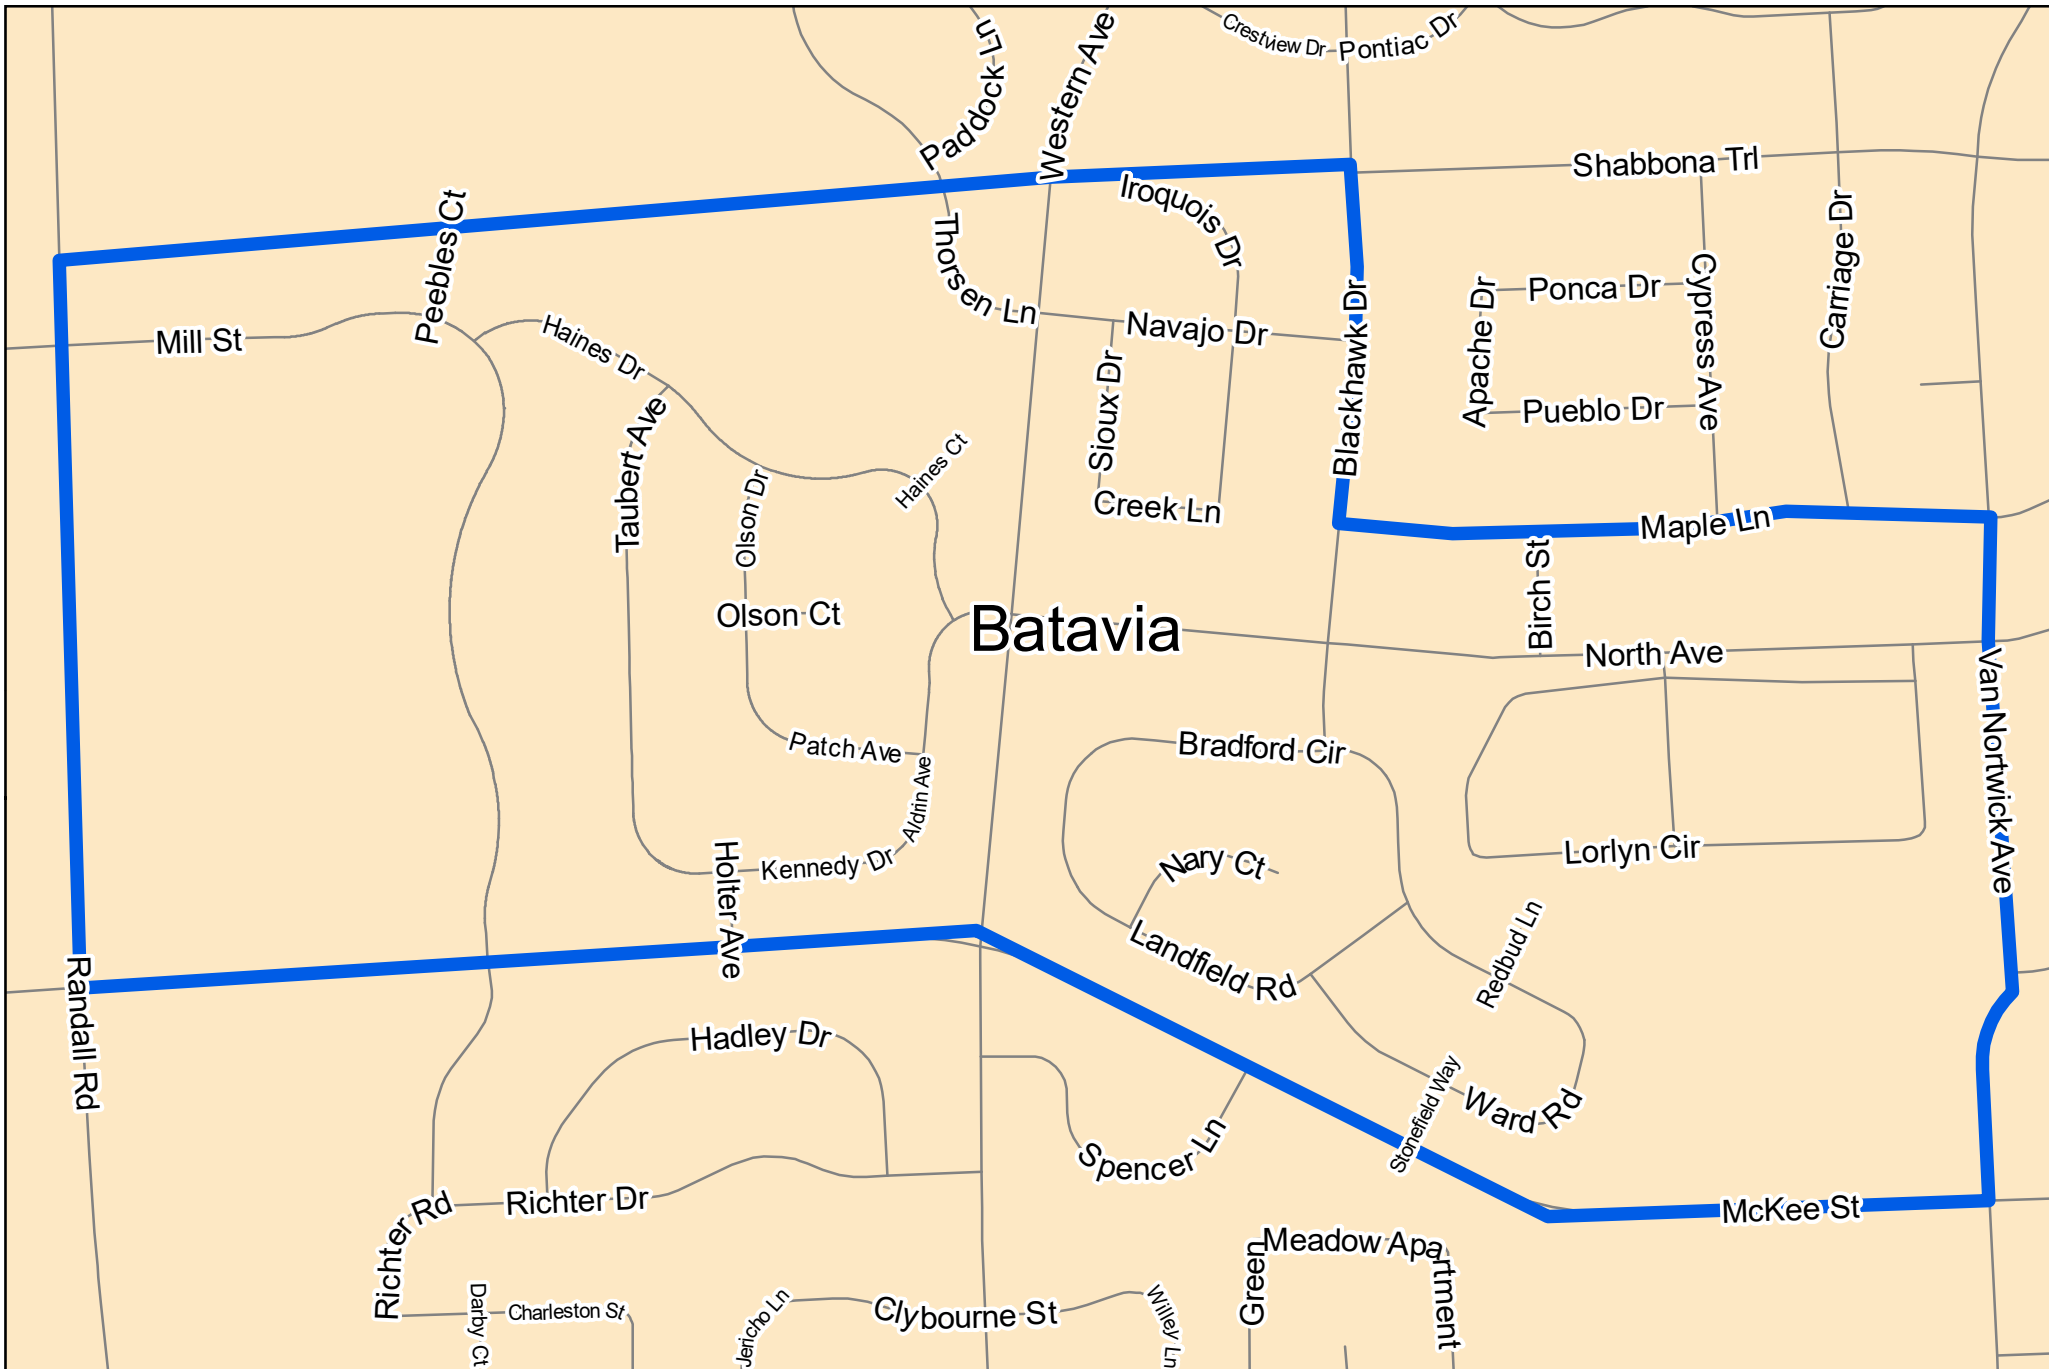 Paddock Ln
Western Ave
Crestview Dr
Pontiac Dr
Shabbona Trl
Peebles Ct
Thorsen Ln
Iroquois Dr
Carriage Dr
Cypress Ave
Ponca Dr
Apache Dr
Blackhawk Dr
Mill St
Haines Dr
Navajo Dr
Sioux Dr
Pueblo Dr
Taubert Ave
Haines Ct
Olson Dr
Creek Ln
Maple Ln
Birch St
Olson Ct
Batavia
North Ave
Van Nortwick Ave
Patch Ave
Bradford Cir
Aldrin Ave
Lorlyn Cir
Holter Ave
Kennedy Dr
Nary Ct
Landfield Rd
Redbud Ln
Randall Rd
Hadley Dr
Stonefield Way
Ward Rd
Spencer Ln
Richter Rd
Richter Dr
McKee St
Green Meadow Apartment
Darby Ct
Charleston St
Jericho Ln
Clybourne St
Willey Ln